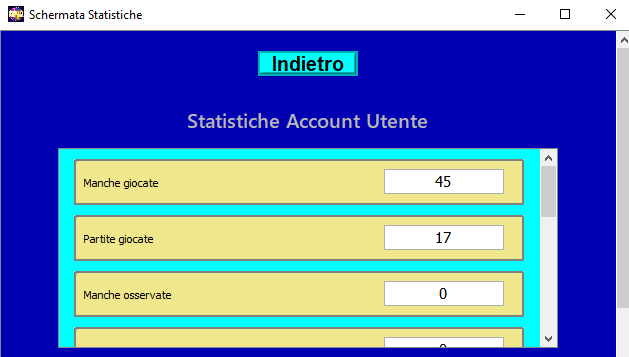 Schermata Statistiche
Indietro
Statistiche Account Utente
Manche giocate 45
Partite giocate 17
Manche osservate 0